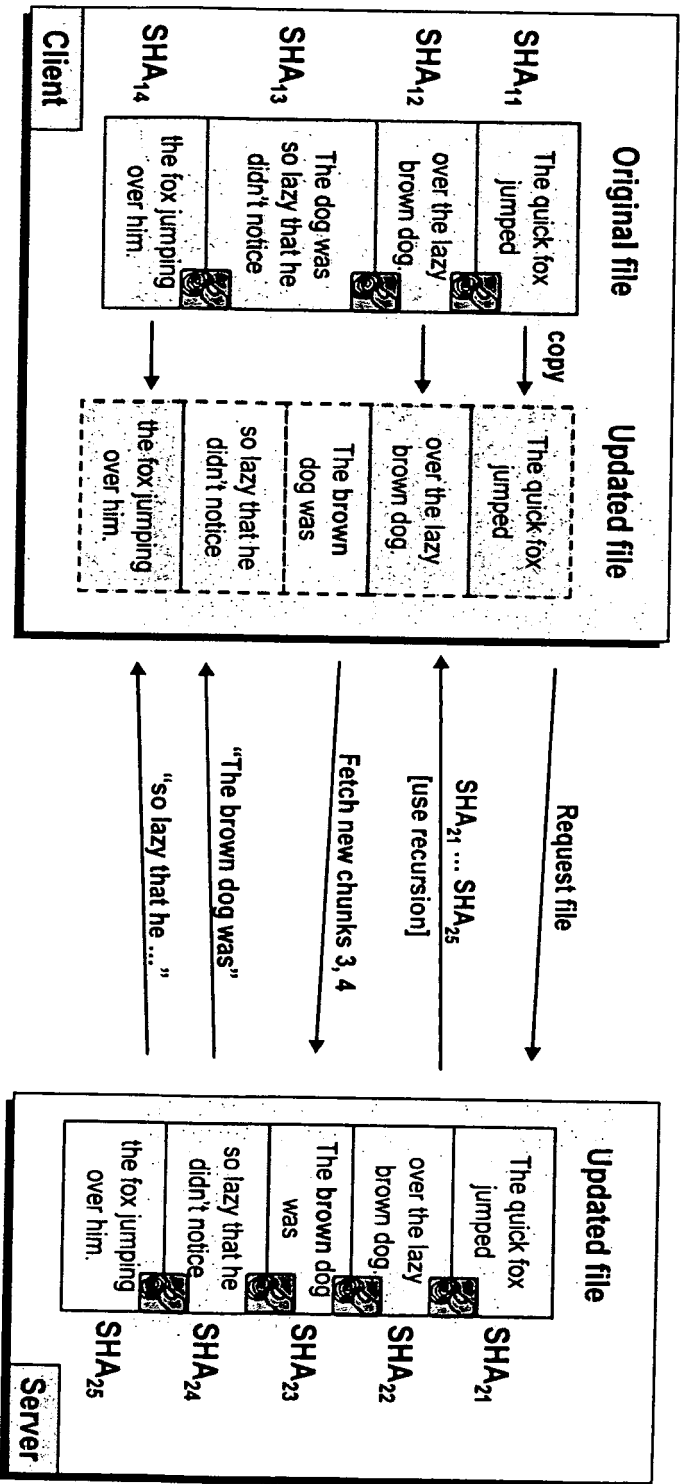 Original file
SHA11
The quick fox
jumped
SHA12
over the lazy
brown dog.
SHA13
The dog was
so lazy that he
didn't notice
SHA14
the fox jumping
over him.
Client
copy
Updated file
The quick fox
jumped
over the lazy
brown dog.
The brown
dog was
so lazy that he
didn't notice
the fox jumping
over him.
Request file
SHA21 ... SHA25
[use recursion]
Fetch new chunks 3, 4
"The brown dog was"
"so lazy that he ..."
Updated file
The quick fox
jumped
SHA21
over the lazy
brown dog.
SHA22
The brown dog
was
SHA23
so lazy that he
didn't notice
SHA24
the fox jumping
over him.
SHA25
Server